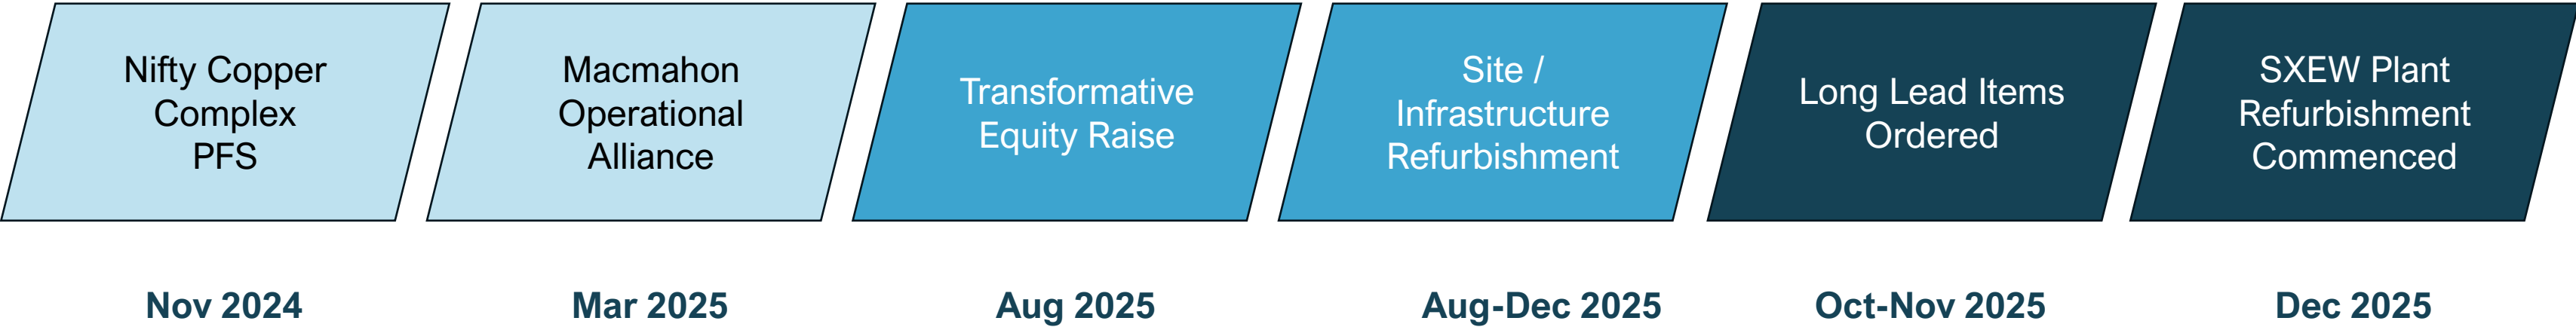 Nifty Copper
Complex
PFS
Macmahon
Operational
Alliance
Transformative
Equity Raise
Site /
Infrastructure
Refurbishment
Long Lead Items
Ordered
SXEW Plant
Refurbishment
Commenced
Nov 2024
Mar 2025
Aug 2025
Aug-Dec 2025
Oct-Nov 2025
Dec 2025